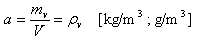 a = m_v / V = ρ_v [kg/m³ ; g/m³]